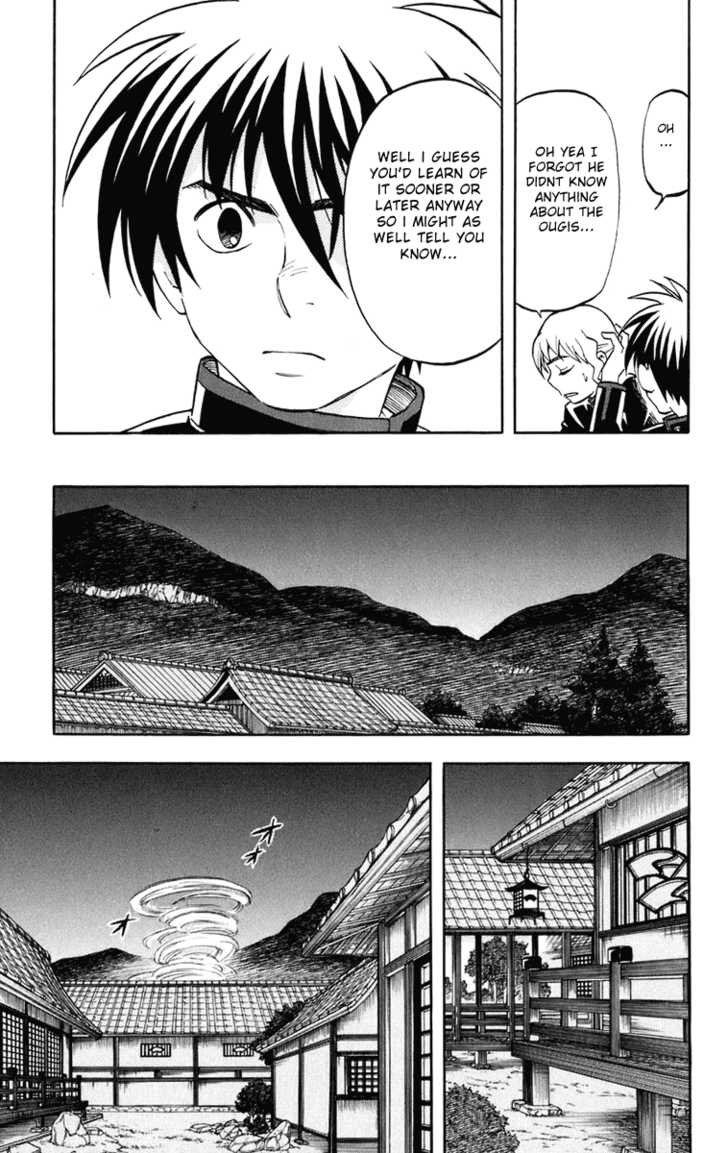 OH
...
OH YEA I
FORGOT HE
DIDNT KNOW
ANYTHING
ABOUT THE
OUGIS...
WELL I GUESS
YOU'D LEARN OF
IT SOONER OR
LATER ANYWAY
SO I MIGHT AS
WELL TELL YOU
KNOW...